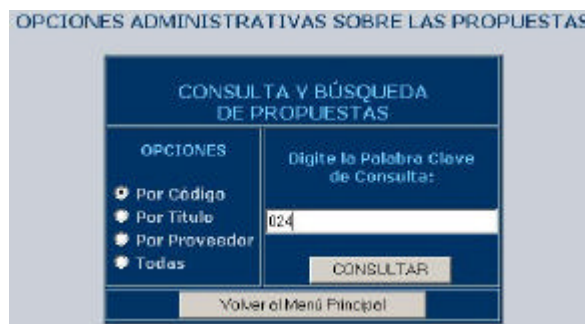 OPCIONES ADMINISTRATIVAS SOBRE LAS PROPUESTAS
CONSULTA Y BÚSQUEDA
DE PROPUESTAS
OPCIONES
Por Código
Por Titulo
Por Proveedor
Todas
Digite la Palabra Clave
de Consulta:
024
CONSULTAR
Volver al Menú Principal